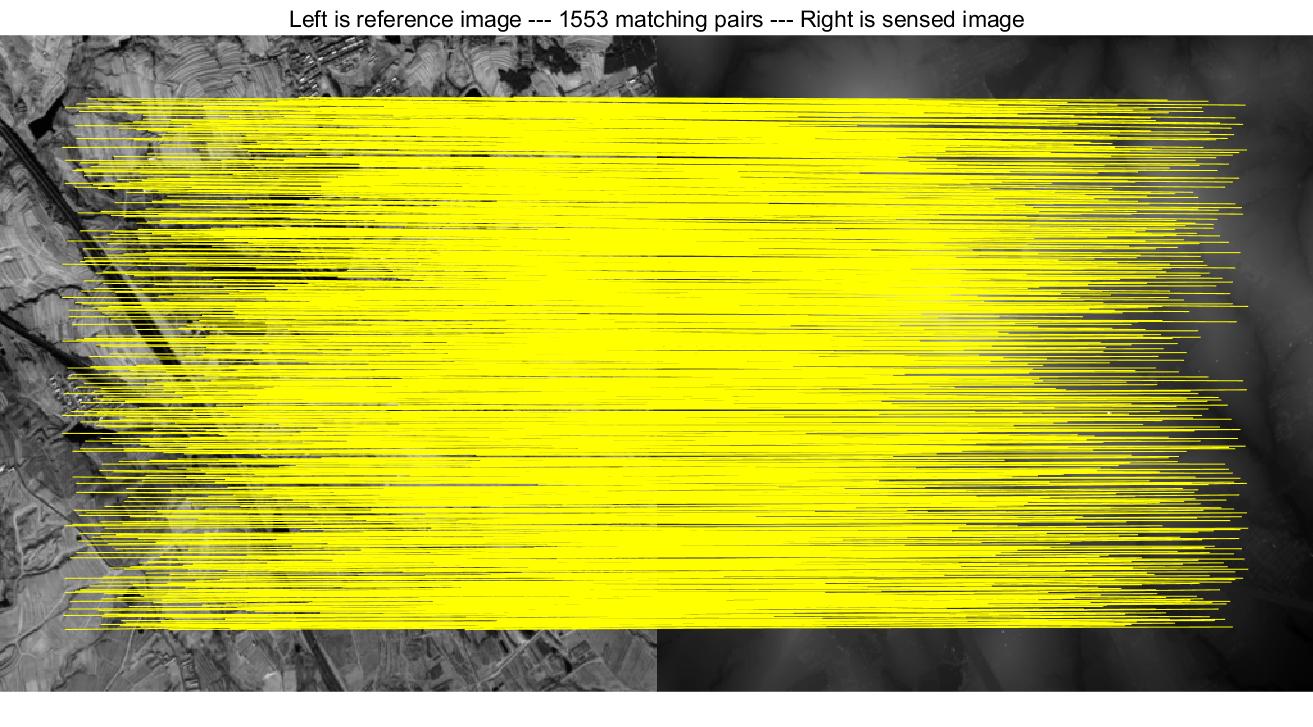 Left is reference image --- 1553 matching pairs --- Right is sensed image